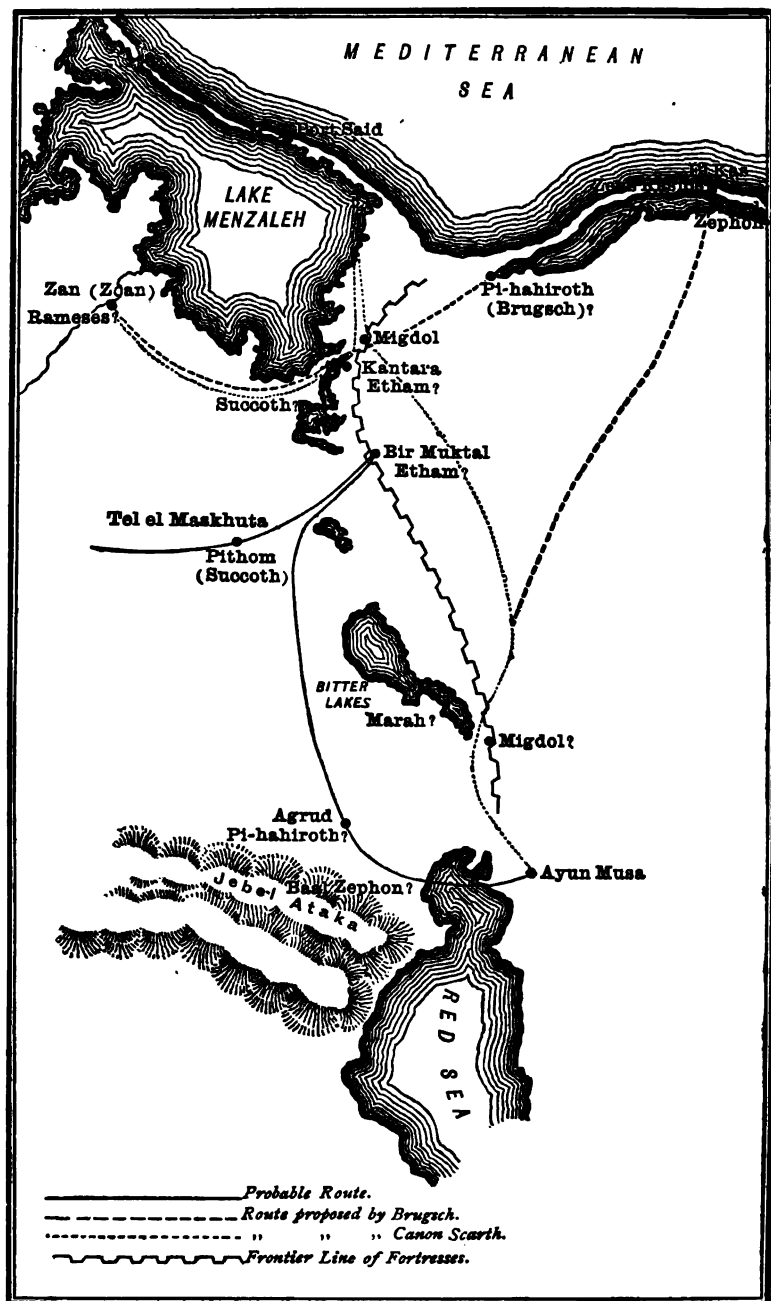 MEDITERRANEAN
SEA
Port Said
LAKE
MENZALEH
Zephon
Zan (Zoan)
Rameses?
Pi-hahiroth
(Brugsch)?
Migdol
Kantara
Etham?
Succoth?
Bir Muktal
Etham?
Tel el Maskhuta
Pithom
(Succoth)
BITTER
LAKES
Marah?
Migdol?
Agrud
Pi-hahiroth?
Baal Zephon?
Jebel Ataka
Ayun Musa
RED SEA
Probable Route.
Route proposed by Brugsch.
„ „ „ Canon Scarth.
Frontier Line of Fortresses.